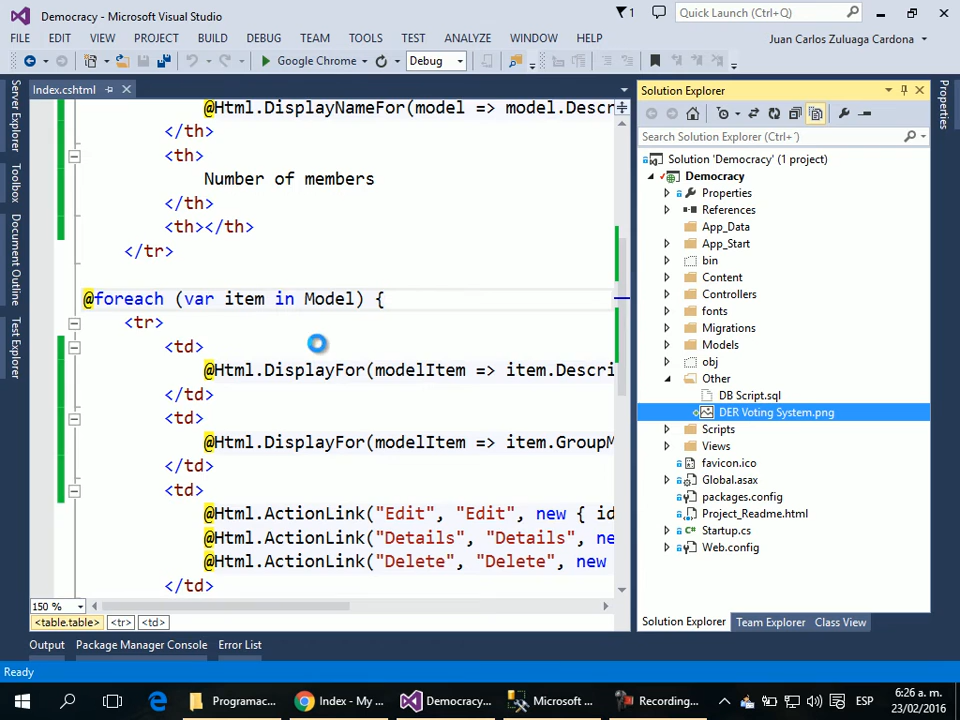 Democracy - Microsoft Visual Studio
1
Quick Launch (Ctrl+Q)
FILE EDIT VIEW PROJECT BUILD DEBUG TEAM TOOLS TEST ANALYZE WINDOW HELP
Juan Carlos Zuluaga Cardona
Google Chrome
Debug
Server Explorer
Toolbox
Document Outline
Test Explorer
Index.cshtml
@Html.DisplayNameFor(model => model.Descr
</th>
<th>
Number of members
</th>
<th></th>
</tr>
@foreach (var item in Model) {
<tr>
<td>
@Html.DisplayFor(modelItem => item.Descri
</td>
<td>
@Html.DisplayFor(modelItem => item.GroupM
</td>
<td>
@Html.ActionLink("Edit", "Edit", new { id
@Html.ActionLink("Details", "Details", ne
@Html.ActionLink("Delete", "Delete", new
</td>
150 %
<table.table> <tr> <td>
Solution Explorer
Search Solution Explorer (Ctrl+´)
Solution 'Democracy' (1 project)
Democracy
Properties
References
App_Data
App_Start
bin
Content
Controllers
fonts
Migrations
Models
obj
Other
DB Script.sql
DER Voting System.png
Scripts
Views
favicon.ico
Global.asax
packages.config
Project_Readme.html
Startup.cs
Web.config
Solution Explorer Team Explorer Class View
Properties
Output Package Manager Console Error List
Ready
Programac...
Index - My ...
Democracy...
Microsoft ...
Recording...
ESP
6:26 a. m.
23/02/2016